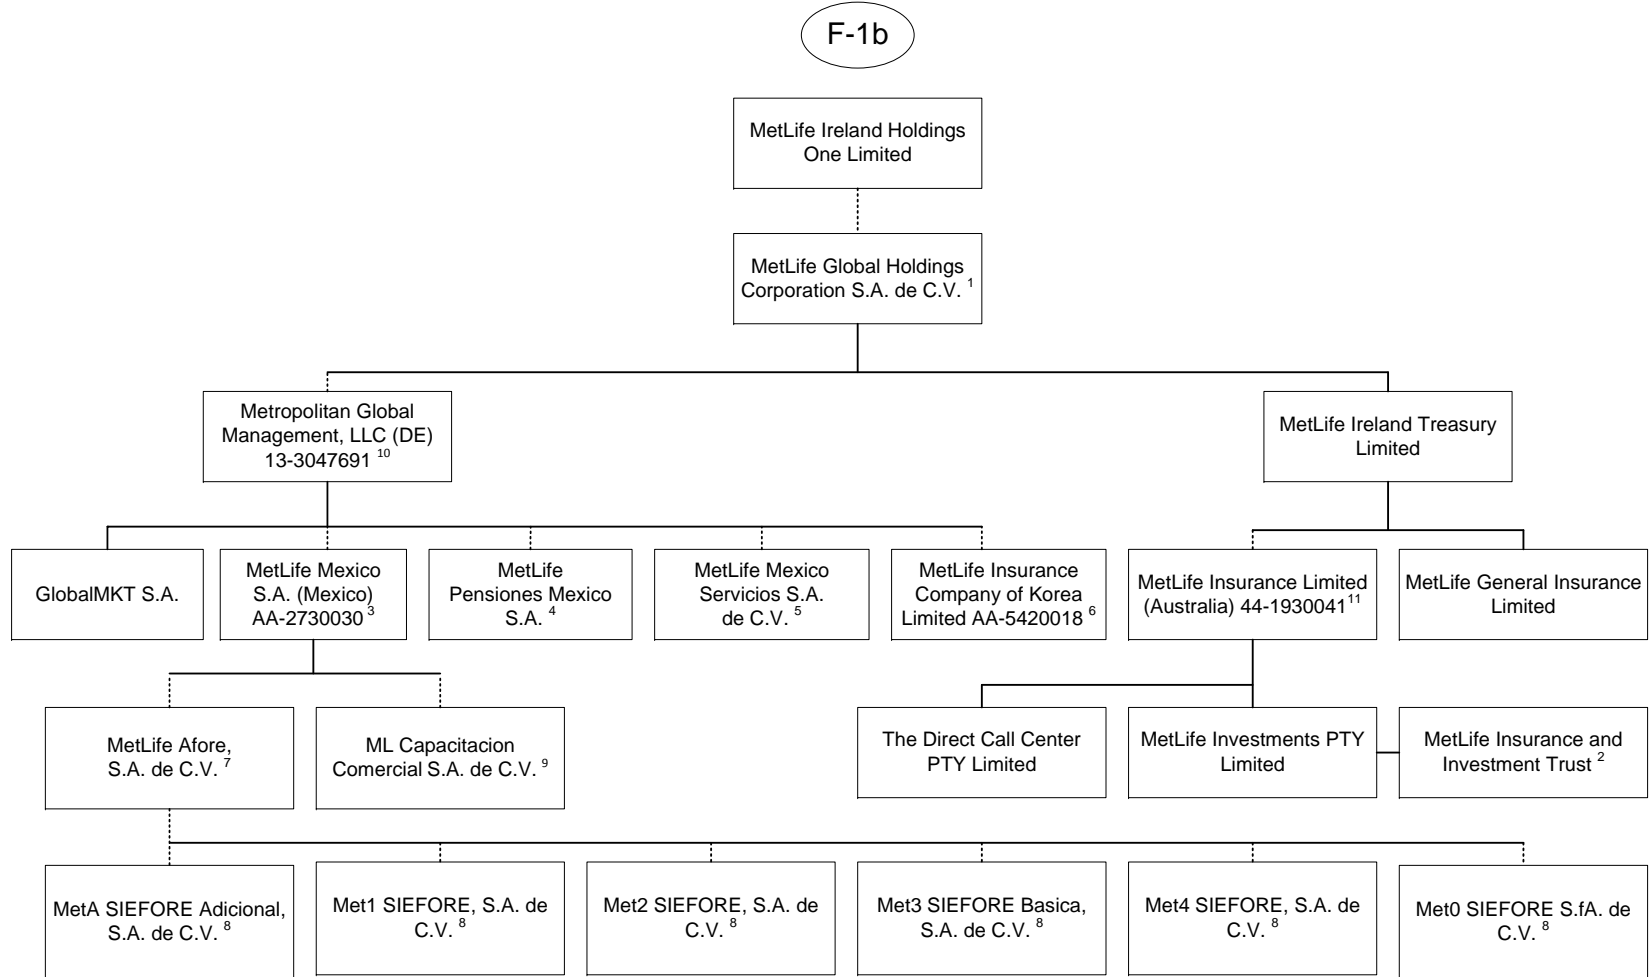 F-1b
MetLife Ireland Holdings
One Limited
MetLife Global Holdings
Corporation S.A. de C.V. 1
Metropolitan Global
Management, LLC (DE)
13-3047691 10
MetLife Ireland Treasury
Limited
GlobalMKT S.A.
MetLife Mexico
S.A. (Mexico)
AA-2730030 3
MetLife
Pensiones Mexico
S.A. 4
MetLife Mexico
Servicios S.A.
de C.V. 5
MetLife Insurance
Company of Korea
Limited AA-5420018 6
MetLife Insurance Limited
(Australia) 44-1930041 11
MetLife General Insurance
Limited
MetLife Afore,
S.A. de C.V. 7
ML Capacitacion
Comercial S.A. de C.V. 9
The Direct Call Center
PTY Limited
MetLife Investments PTY
Limited
MetLife Insurance and
Investment Trust 2
MetA SIEFORE Adicional,
S.A. de C.V. 8
Met1 SIEFORE, S.A. de
C.V. 8
Met2 SIEFORE, S.A. de
C.V. 8
Met3 SIEFORE Basica,
S.A. de C.V. 8
Met4 SIEFORE, S.A. de
C.V. 8
Met0 SIEFORE S.fA. de
C.V. 8